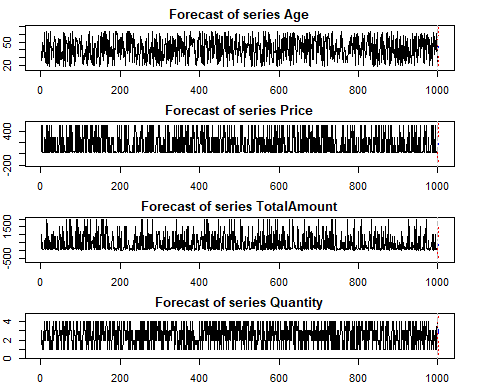 Forecast of series Age
50
20
0 200 400 600 800 1000
Forecast of series Price
400
-200
0 200 400 600 800 1000
Forecast of series TotalAmount
1500
-500
0 200 400 600 800 1000
Forecast of series Quantity
4
2
0
0 200 400 600 800 1000